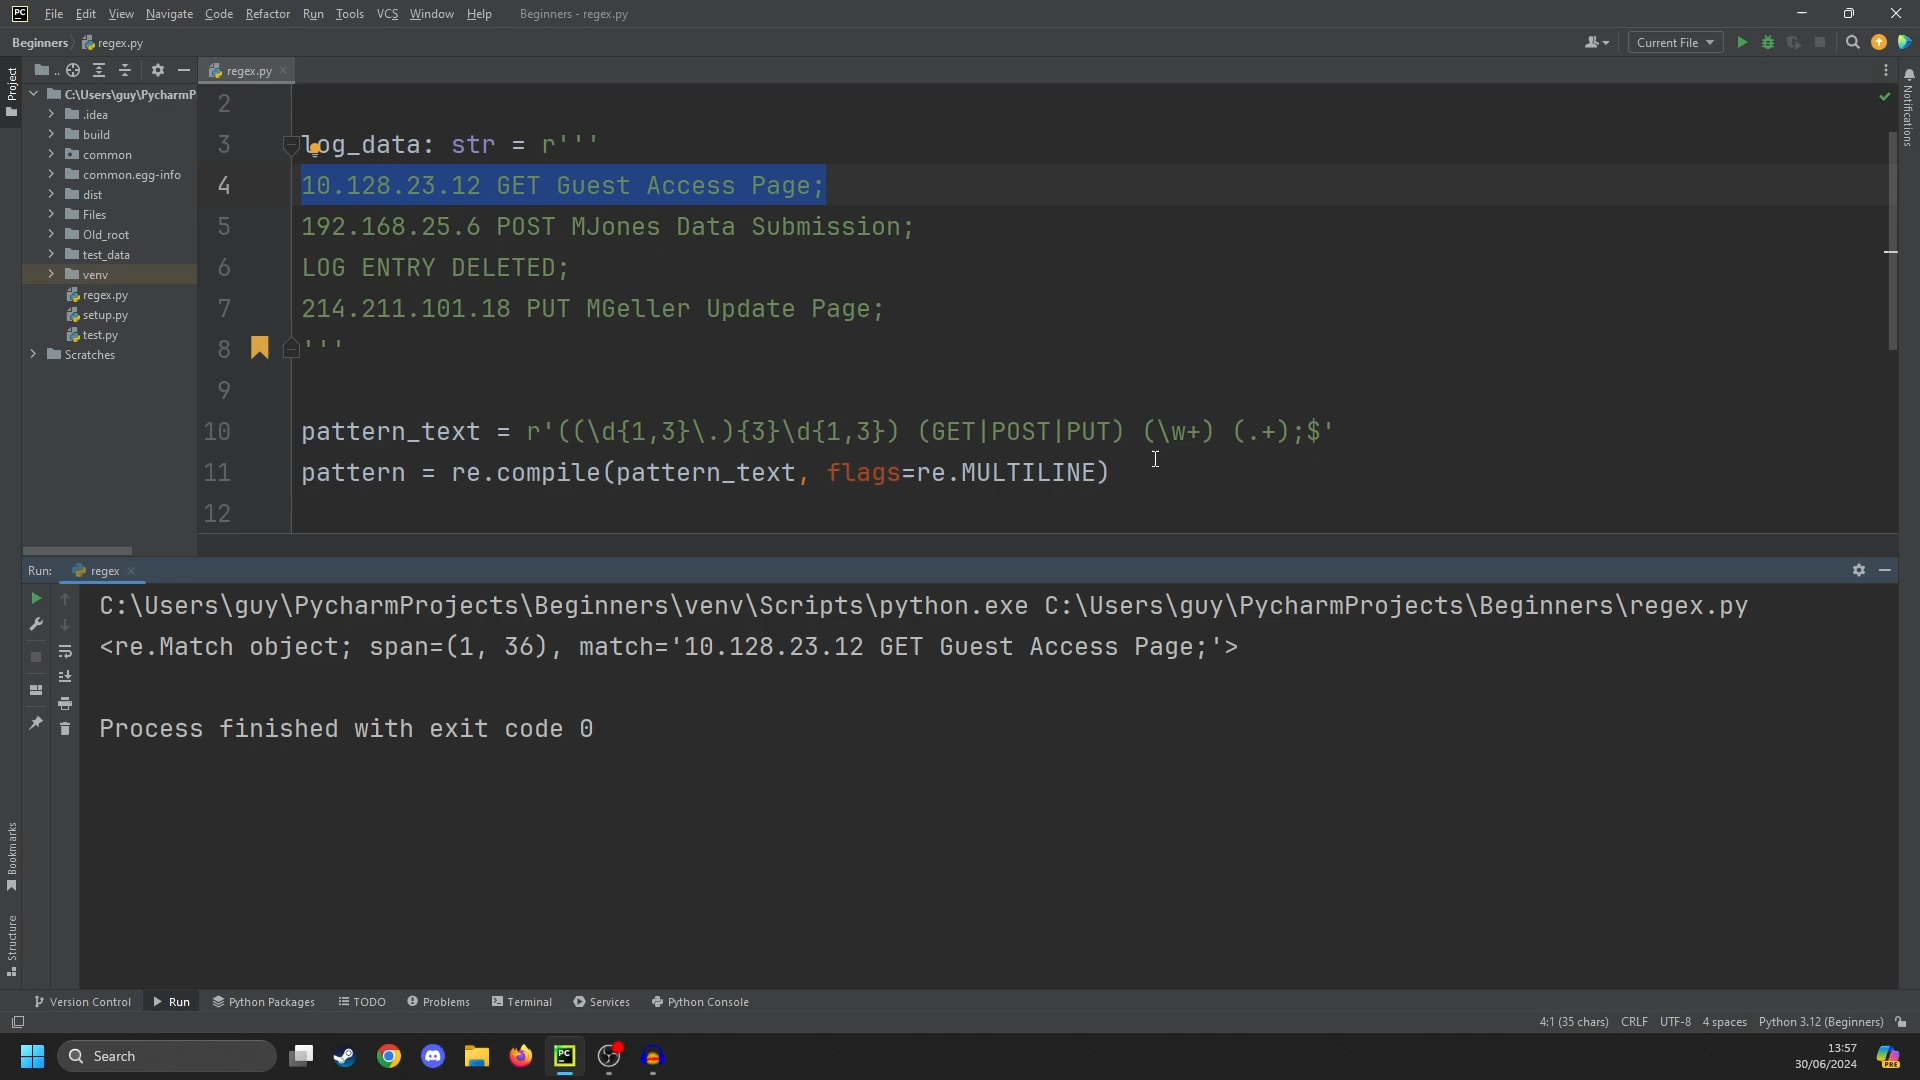 PC File Edit View Navigate Code Refactor Run Tools VCS Window Help Beginners - regex.py
Beginners regex.py Current File
Project .. regex.py
C:\Users\guy\PycharmP
.idea
build
common
common.egg-info
dist
Files
Old_root
test_data
venv
regex.py
setup.py
test.py
Scratches
Notifications
2
3 log_data: str = r'''
4 10.128.23.12 GET Guest Access Page;
5 192.168.25.6 POST MJones Data Submission;
6 LOG ENTRY DELETED;
7 214.211.101.18 PUT MGeller Update Page;
8 '''
9
10 pattern_text = r'((\d{1,3}\.){3}\d{1,3}) (GET|POST|PUT) (\w+) (.+);$'
11 pattern = re.compile(pattern_text, flags=re.MULTILINE)
12
Run: regex
C:\Users\guy\PycharmProjects\Beginners\venv\Scripts\python.exe C:\Users\guy\PycharmProjects\Beginners\regex.py
<re.Match object; span=(1, 36), match='10.128.23.12 GET Guest Access Page;'>
Process finished with exit code 0
Bookmarks
Structure
Version Control Run Python Packages TODO Problems Terminal Services Python Console
4:1 (35 chars) CRLF UTF-8 4 spaces Python 3.12 (Beginners)
Search PC PRE
13:57
30/06/2024